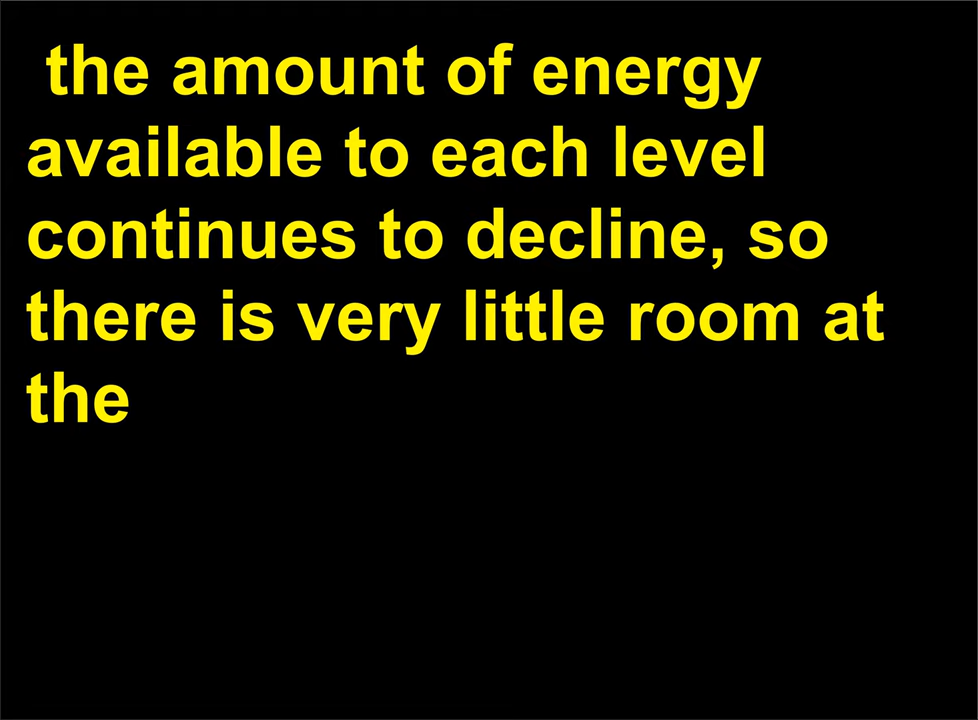 the amount of energy
available to each level
continues to decline, so
there is very little room at
the